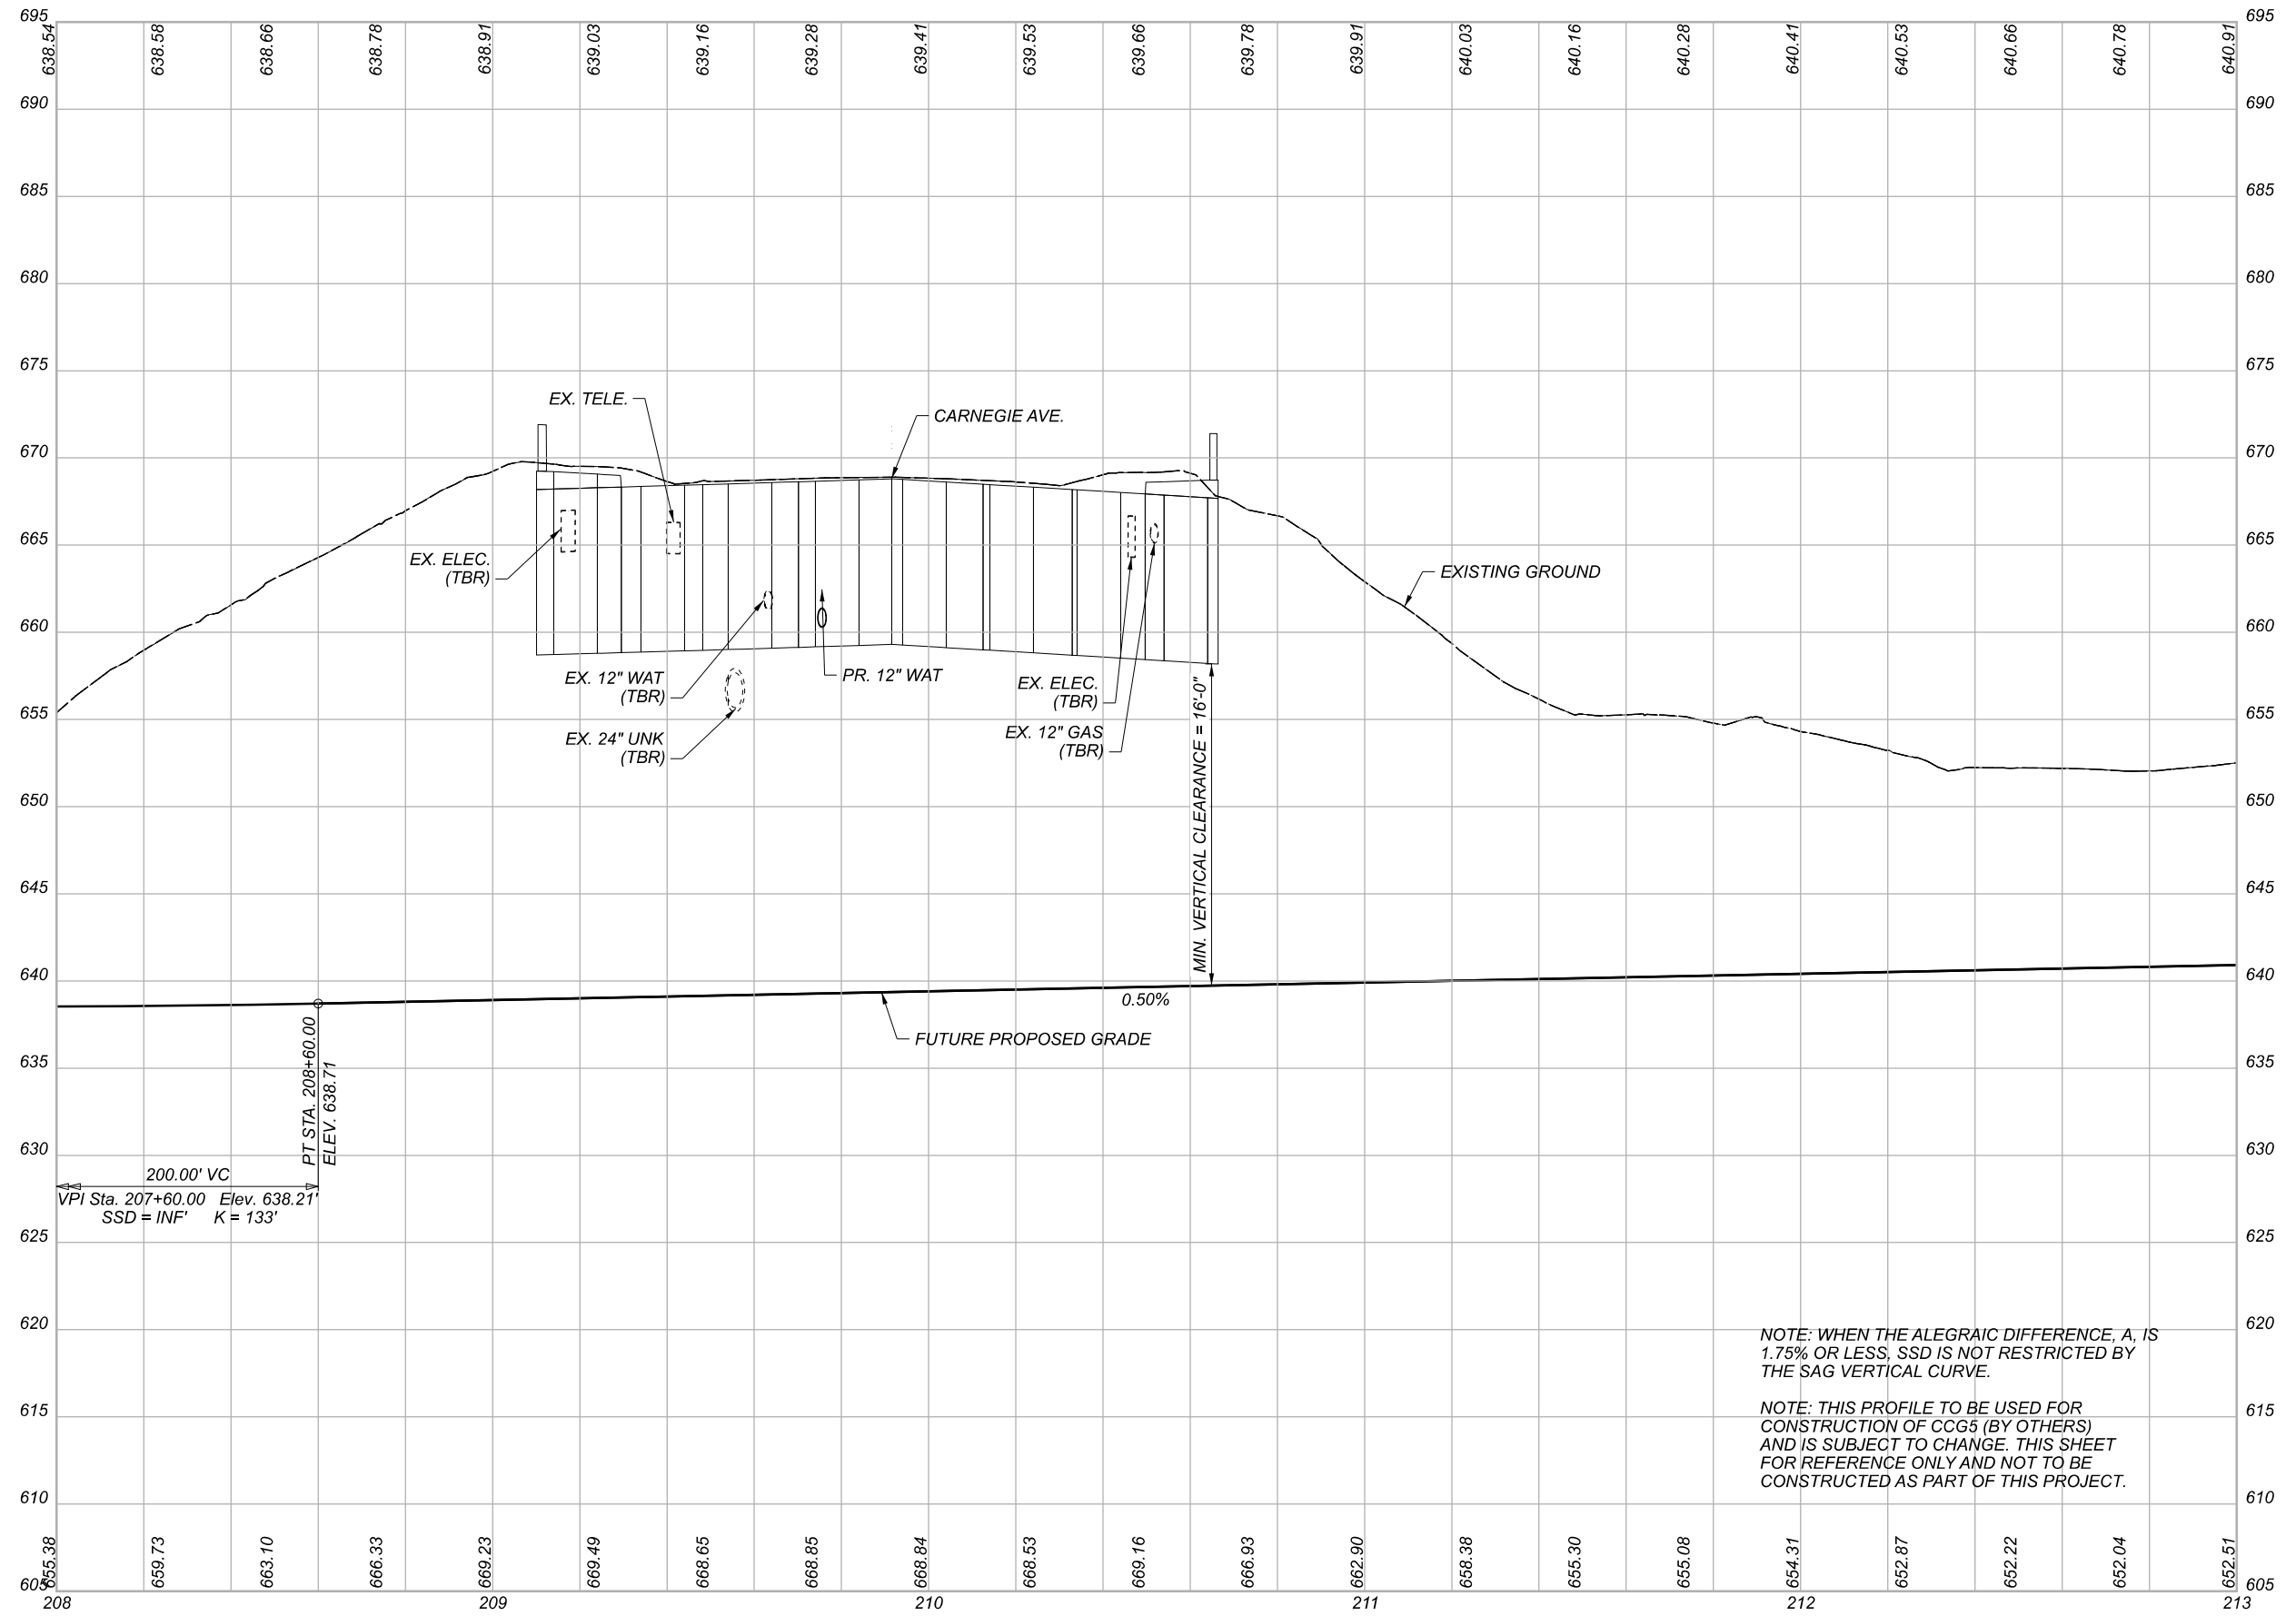 695 695
638.54 638.58 638.66 638.78 638.91 639.03 639.16 639.28 639.41 639.53 639.66 639.78 639.91 640.03 640.16 640.28 640.41 640.53 640.66 640.78 640.91
690 690
685 685
680 680
675 675
EX. TELE.
CARNEGIE AVE.
670 670
665 665
EX. ELEC.
(TBR)
EXISTING GROUND
660 660
EX. 12" WAT
(TBR)
PR. 12" WAT
EX. ELEC.
(TBR)
655 655
EX. 24" UNK
(TBR)
EX. 12" GAS
(TBR)
MIN. VERTICAL CLEARANCE = 16'-0"
650 650
645 645
640 640
0.50%
FUTURE PROPOSED GRADE
635 635
PT STA. 208+60.00
ELEV. 638.71
630 630
200.00' VC
VPI Sta. 207+60.00 Elev. 638.21'
SSD = INF' K = 133'
625 625
620 620
NOTE: WHEN THE ALEGRAIC DIFFERENCE, A, IS
1.75% OR LESS, SSD IS NOT RESTRICTED BY
THE SAG VERTICAL CURVE.
NOTE: THIS PROFILE TO BE USED FOR
CONSTRUCTION OF CCG5 (BY OTHERS)
AND IS SUBJECT TO CHANGE. THIS SHEET
FOR REFERENCE ONLY AND NOT TO BE
CONSTRUCTED AS PART OF THIS PROJECT.
615 615
610 610
655.38 659.73 663.10 666.33 669.23 669.49 668.65 668.85 668.84 668.53 669.16 666.93 662.90 658.38 655.30 655.08 654.31 652.87 652.22 652.04 652.51
605 605
208 209 210 211 212 213